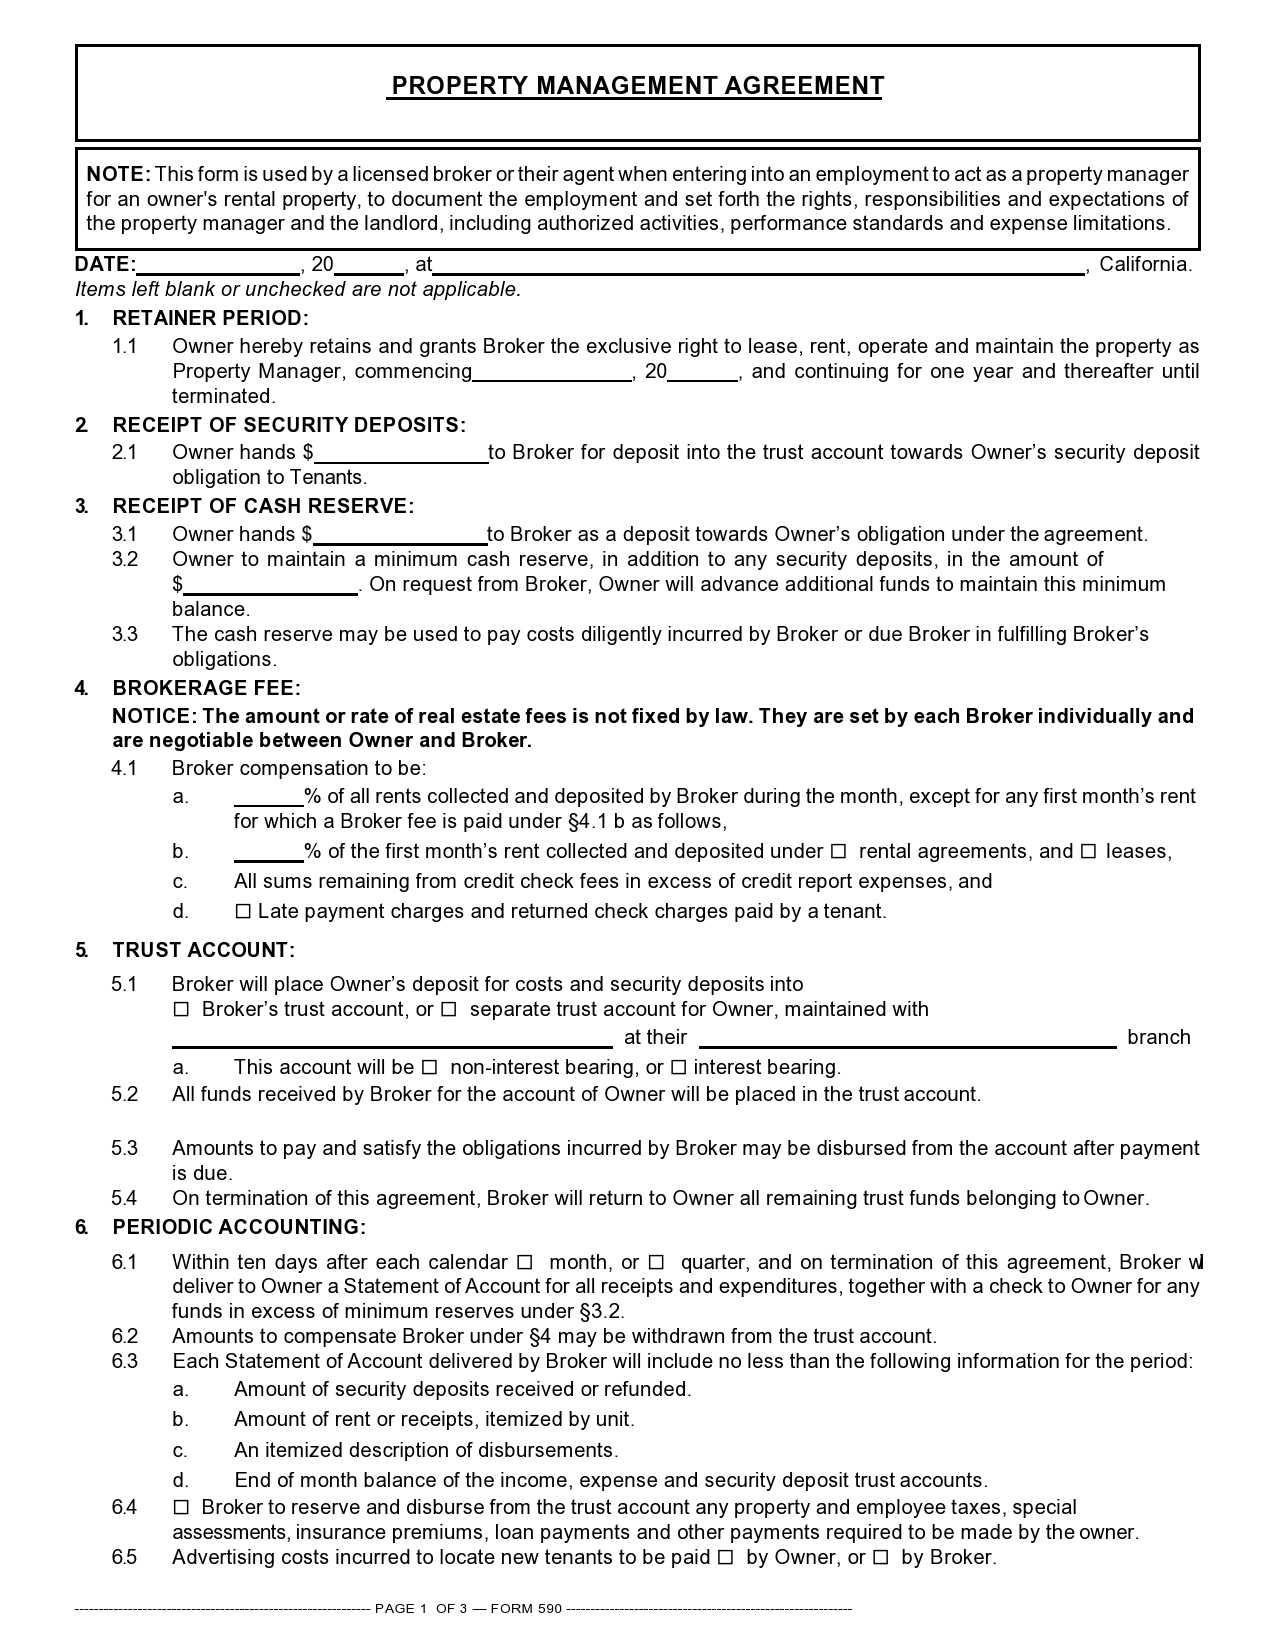 PROPERTY MANAGEMENT AGREEMENT
NOTE: This form is used by a licensed broker or their agent when entering into an employment to act as a property manager
for an owner's rental property, to document the employment and set forth the rights, responsibilities and expectations of
the property manager and the landlord, including authorized activities, performance standards and expense limitations.
DATE:______________, 20______, at________________________________________________________, California.
Items left blank or unchecked are not applicable.
1. RETAINER PERIOD:
1.1 Owner hereby retains and grants Broker the exclusive right to lease, rent, operate and maintain the property as
Property Manager, commencing______________, 20______, and continuing for one year and thereafter until
terminated.
2. RECEIPT OF SECURITY DEPOSITS:
2.1 Owner hands $_______________to Broker for deposit into the trust account towards Owner’s security deposit
obligation to Tenants.
3. RECEIPT OF CASH RESERVE:
3.1 Owner hands $_______________to Broker as a deposit towards Owner’s obligation under the agreement.
3.2 Owner to maintain a minimum cash reserve, in addition to any security deposits, in the amount of
$_______________. On request from Broker, Owner will advance additional funds to maintain this minimum
balance.
3.3 The cash reserve may be used to pay costs diligently incurred by Broker or due Broker in fulfilling Broker’s
obligations.
4. BROKERAGE FEE:
NOTICE: The amount or rate of real estate fees is not fixed by law. They are set by each Broker individually and
are negotiable between Owner and Broker.
4.1 Broker compensation to be:
a. ______% of all rents collected and deposited by Broker during the month, except for any first month’s rent
for which a Broker fee is paid under §4.1 b as follows,
b. ______% of the first month’s rent collected and deposited under ☐ rental agreements, and ☐ leases,
c. All sums remaining from credit check fees in excess of credit report expenses, and
d. ☐ Late payment charges and returned check charges paid by a tenant.
5. TRUST ACCOUNT:
5.1 Broker will place Owner’s deposit for costs and security deposits into
☐ Broker’s trust account, or ☐ separate trust account for Owner, maintained with
______________________________________ at their ____________________________________ branch
a. This account will be ☐ non-interest bearing, or ☐ interest bearing.
5.2 All funds received by Broker for the account of Owner will be placed in the trust account.
5.3 Amounts to pay and satisfy the obligations incurred by Broker may be disbursed from the account after payment
is due.
5.4 On termination of this agreement, Broker will return to Owner all remaining trust funds belonging to Owner.
6. PERIODIC ACCOUNTING:
6.1 Within ten days after each calendar ☐ month, or ☐ quarter, and on termination of this agreement, Broker
deliver to Owner a Statement of Account for all receipts and expenditures, together with a check to Owner for any
funds in excess of minimum reserves under §3.2.
6.2 Amounts to compensate Broker under §4 may be withdrawn from the trust account.
6.3 Each Statement of Account delivered by Broker will include no less than the following information for the period:
a. Amount of security deposits received or refunded.
b. Amount of rent or receipts, itemized by unit.
c. An itemized description of disbursements.
d. End of month balance of the income, expense and security deposit trust accounts.
6.4 ☐ Broker to reserve and disburse from the trust account any property and employee taxes, special
assessments, insurance premiums, loan payments and other payments required to be made by the owner.
6.5 Advertising costs incurred to locate new tenants to be paid ☐ by Owner, or ☐ by Broker.
------------------------------------------------------------- PAGE 1 OF 3 — FORM 590 -----------------------------------------------------------